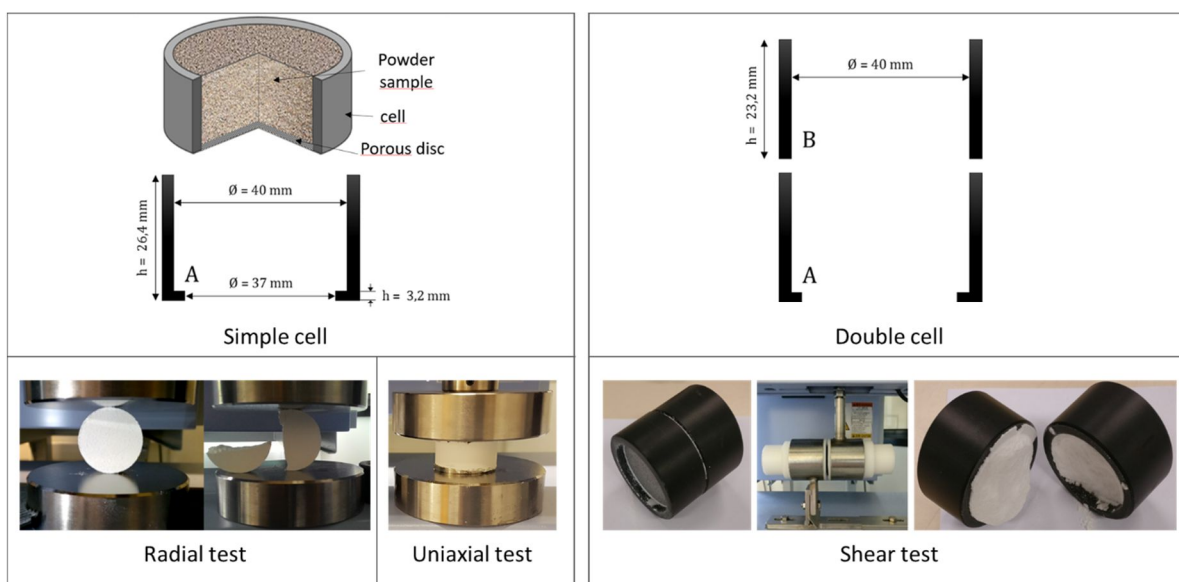 Powder
sample
cell
Porous disc
Ø = 40 mm
h = 26,4 mm
A
Ø = 37 mm
h = 3,2 mm
Simple cell
Ø = 40 mm
h = 23,2 mm
B
A
Double cell
Radial test
Uniaxial test
Shear test